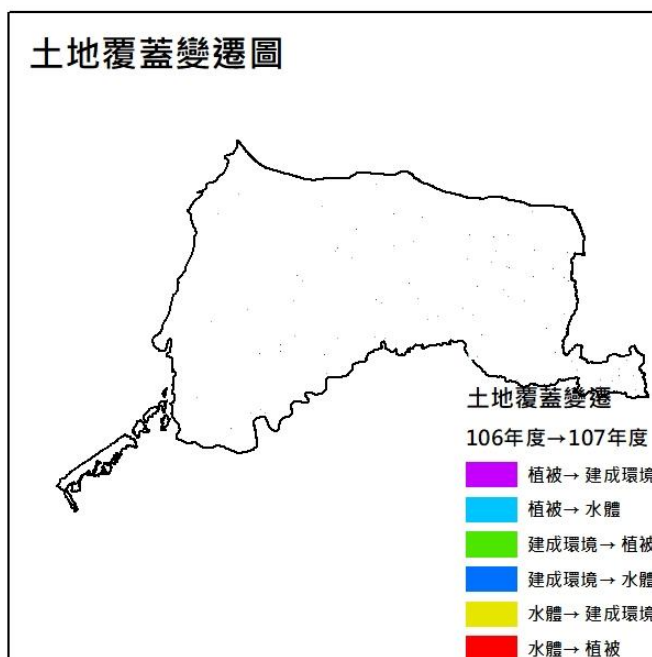 土地覆蓋變遷圖
土地覆蓋變遷
106年度→107年度
植被→ 建成環境
植被→ 水體
建成環境→ 植被
建成環境→ 水體
水體→ 建成環境
水體→ 植被